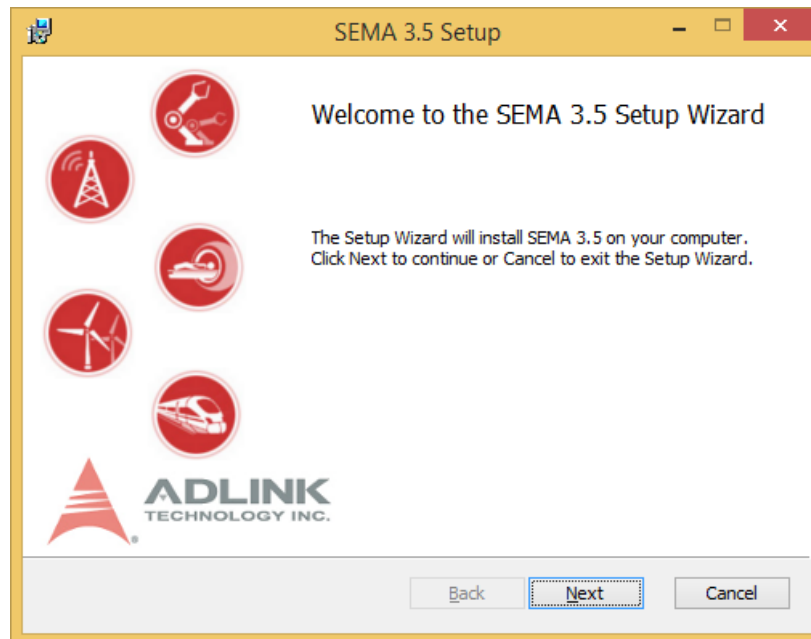 SEMA 3.5 Setup
Welcome to the SEMA 3.5 Setup Wizard
The Setup Wizard will install SEMA 3.5 on your computer.
Click Next to continue or Cancel to exit the Setup Wizard.
ADLINK
TECHNOLOGY INC.
®
Back
Next
Cancel